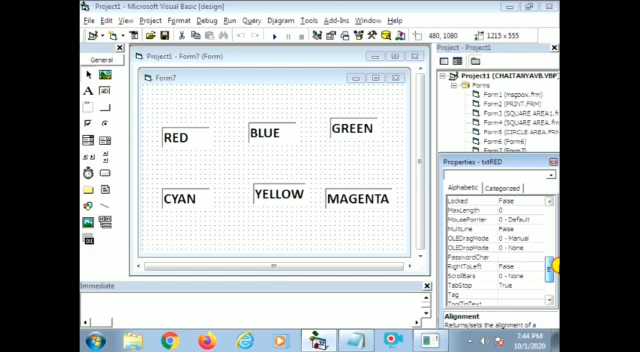 Project1 - Microsoft Visual Basic [design]
File Edit View Project Format Debug Run Query Diagram Tools Add-Ins Window Help
480, 1080 1215 x 555
General
Project1 - Form7 (Form)
Form7
RED BLUE GREEN
CYAN YELLOW MAGENTA
Immediate
Project - Project1
Project1 (CHAITANYAVB.VBP)
Forms
Form1 (msgbox.frm)
Form2 (PRINT.FRM)
Form3 (SQUARE AREA1.frm
Form4 (SQUARE AREA.frm
Form5 (CIRCLE AREA.FRM
Form6 (Form6)
Form7 (Form7)
Properties - txtRED
Alphabetic Categorized
Locked False
MaxLength 0
MousePointer 0 - Default
MultiLine False
OLEDragMode 0 - Manual
OLEDropMode 0 - None
PasswordChar
RightToLeft False
ScrollBars 0 - None
TabStop True
Tag
ToolTipText
Alignment
Returns/sets the alignment of a
7:44 PM
10/1/2020